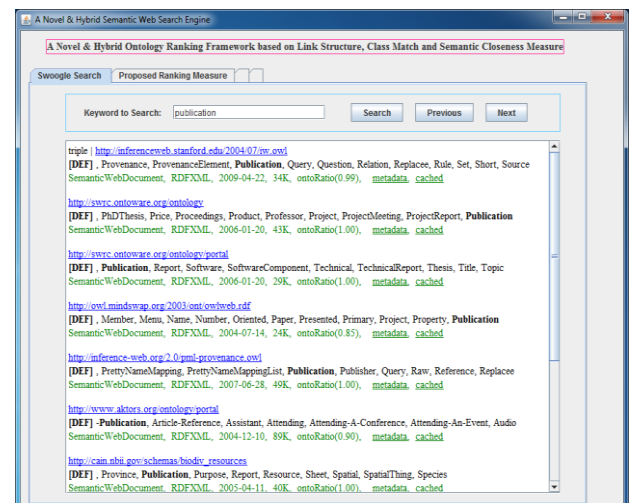 A Novel & Hybrid Semantic Web Search Engine
A Novel & Hybrid Ontology Ranking Framework based on Link Structure, Class Match and Semantic Closeness Measure
Swoogle Search Proposed Ranking Measure
Keyword to Search: publication Search Previous Next
triple | http://inferenceweb.stanford.edu/2004/07/iw.owl
[DEF] , Provenance, ProvenanceElement, Publication, Query, Question, Relation, Replacee, Rule, Set, Short, Source
SemanticWebDocument, RDFXML, 2009-04-22, 34K, ontoRatio(0.99), metadata, cached
http://swrc.ontoware.org/ontology
[DEF] , PhDThesis, Price, Proceedings, Product, Professor, Project, ProjectMeeting, ProjectReport, Publication
SemanticWebDocument, RDFXML, 2006-01-20, 43K, ontoRatio(1.00), metadata, cached
http://swrc.ontoware.org/ontology/portal
[DEF] , Publication, Report, Software, SoftwareComponent, Technical, TechnicalReport, Thesis, Title, Topic
SemanticWebDocument, RDFXML, 2006-01-20, 29K, ontoRatio(1.00), metadata, cached
http://owl.mindswap.org/2003/ont/owlweb.rdf
[DEF] , Member, Menu, Name, Number, Oriented, Paper, Presented, Primary, Project, Property, Publication
SemanticWebDocument, RDFXML, 2004-07-14, 24K, ontoRatio(0.85), metadata, cached
http://inference-web.org/2.0/pml-provenance.owl
[DEF] , PrettyNameMapping, PrettyNameMappingList, Publication, Publisher, Query, Raw, Reference, Replacee
SemanticWebDocument, RDFXML, 2007-06-28, 49K, ontoRatio(1.00), metadata, cached
http://www.aktors.org/ontology/portal
[DEF] -Publication, Article-Reference, Assistant, Attending, Attending-A-Conference, Attending-An-Event, Audio
SemanticWebDocument, RDFXML, 2004-12-10, 89K, ontoRatio(0.90), metadata, cached
http://cain.nbii.gov/schemas/biodiv_resources
[DEF] , Province, Publication, Purpose, Report, Resource, Sheet, Spatial, SpatialThing, Species
SemanticWebDocument, RDFXML, 2005-04-11, 40K, ontoRatio(1.00), metadata, cached